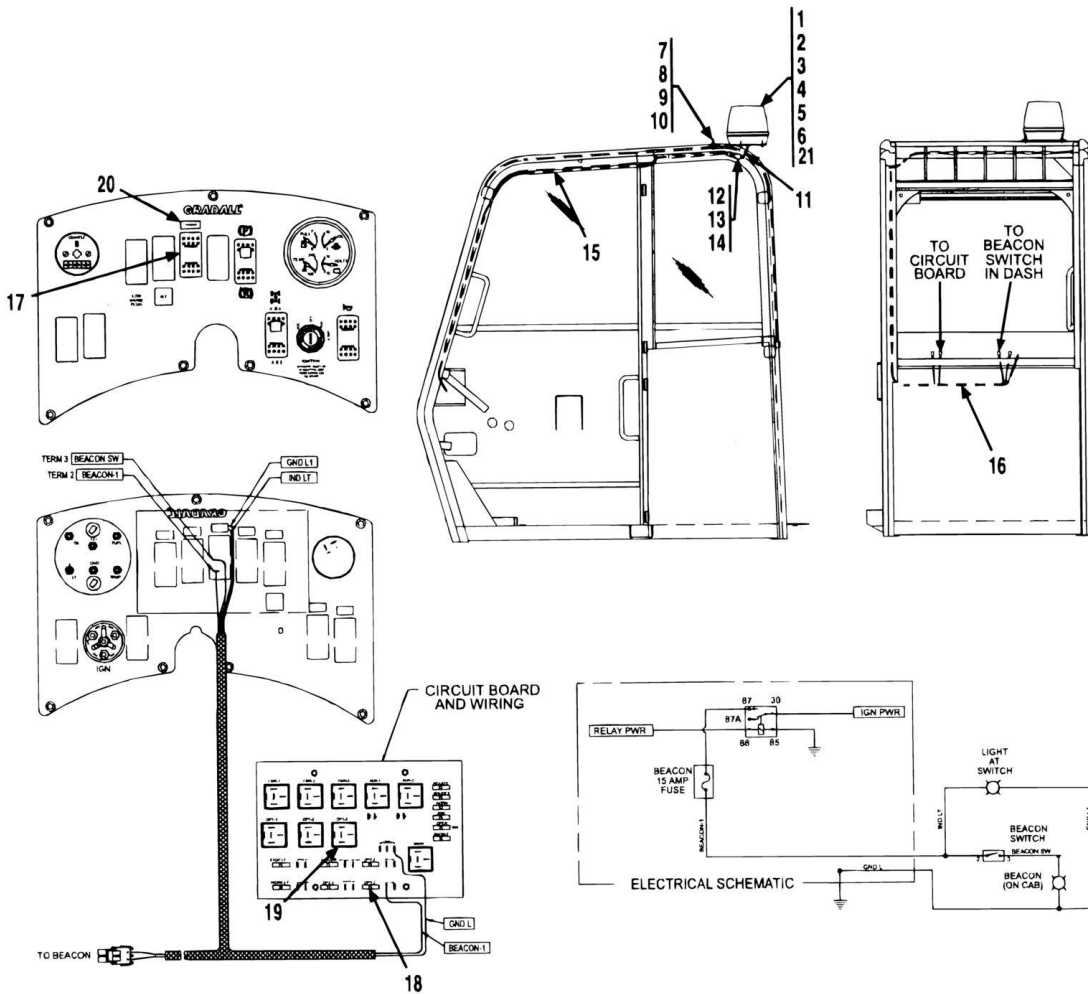 1
2
3
4
5
6
21
7
8
9
10
11
12
13
14
15
20
GRADALL
17
IGNITION
TO
CIRCUIT
BOARD
TO
BEACON
SWITCH
IN DASH
16
TERM 3 BEACON SW
TERM 2 BEACON-1
GND L1
IND LT
GRADALL
IGN
CIRCUIT BOARD
AND WIRING
19
18
GND L
BEACON-1
TO BEACON
87
30
87A
IGN PWR
RELAY PWR
86
85
BEACON
15 AMP
FUSE
BEACON-1
LIGHT
AT
SWITCH
IND LT
BEACON
SWITCH
2
3
BEACON SW
GND L
BEACON
(ON CAB)
ELECTRICAL SCHEMATIC